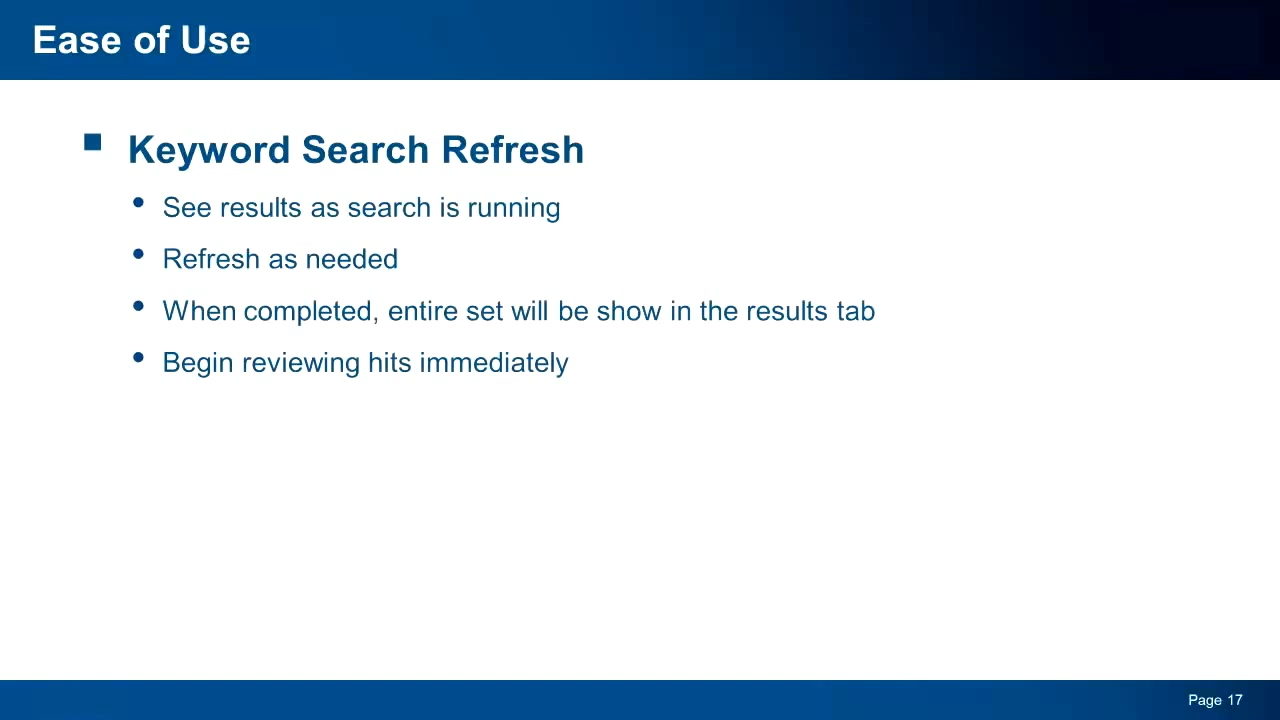 Ease of Use
Keyword Search Refresh
See results as search is running
Refresh as needed
When completed, entire set will be show in the results tab
Begin reviewing hits immediately
Page 17